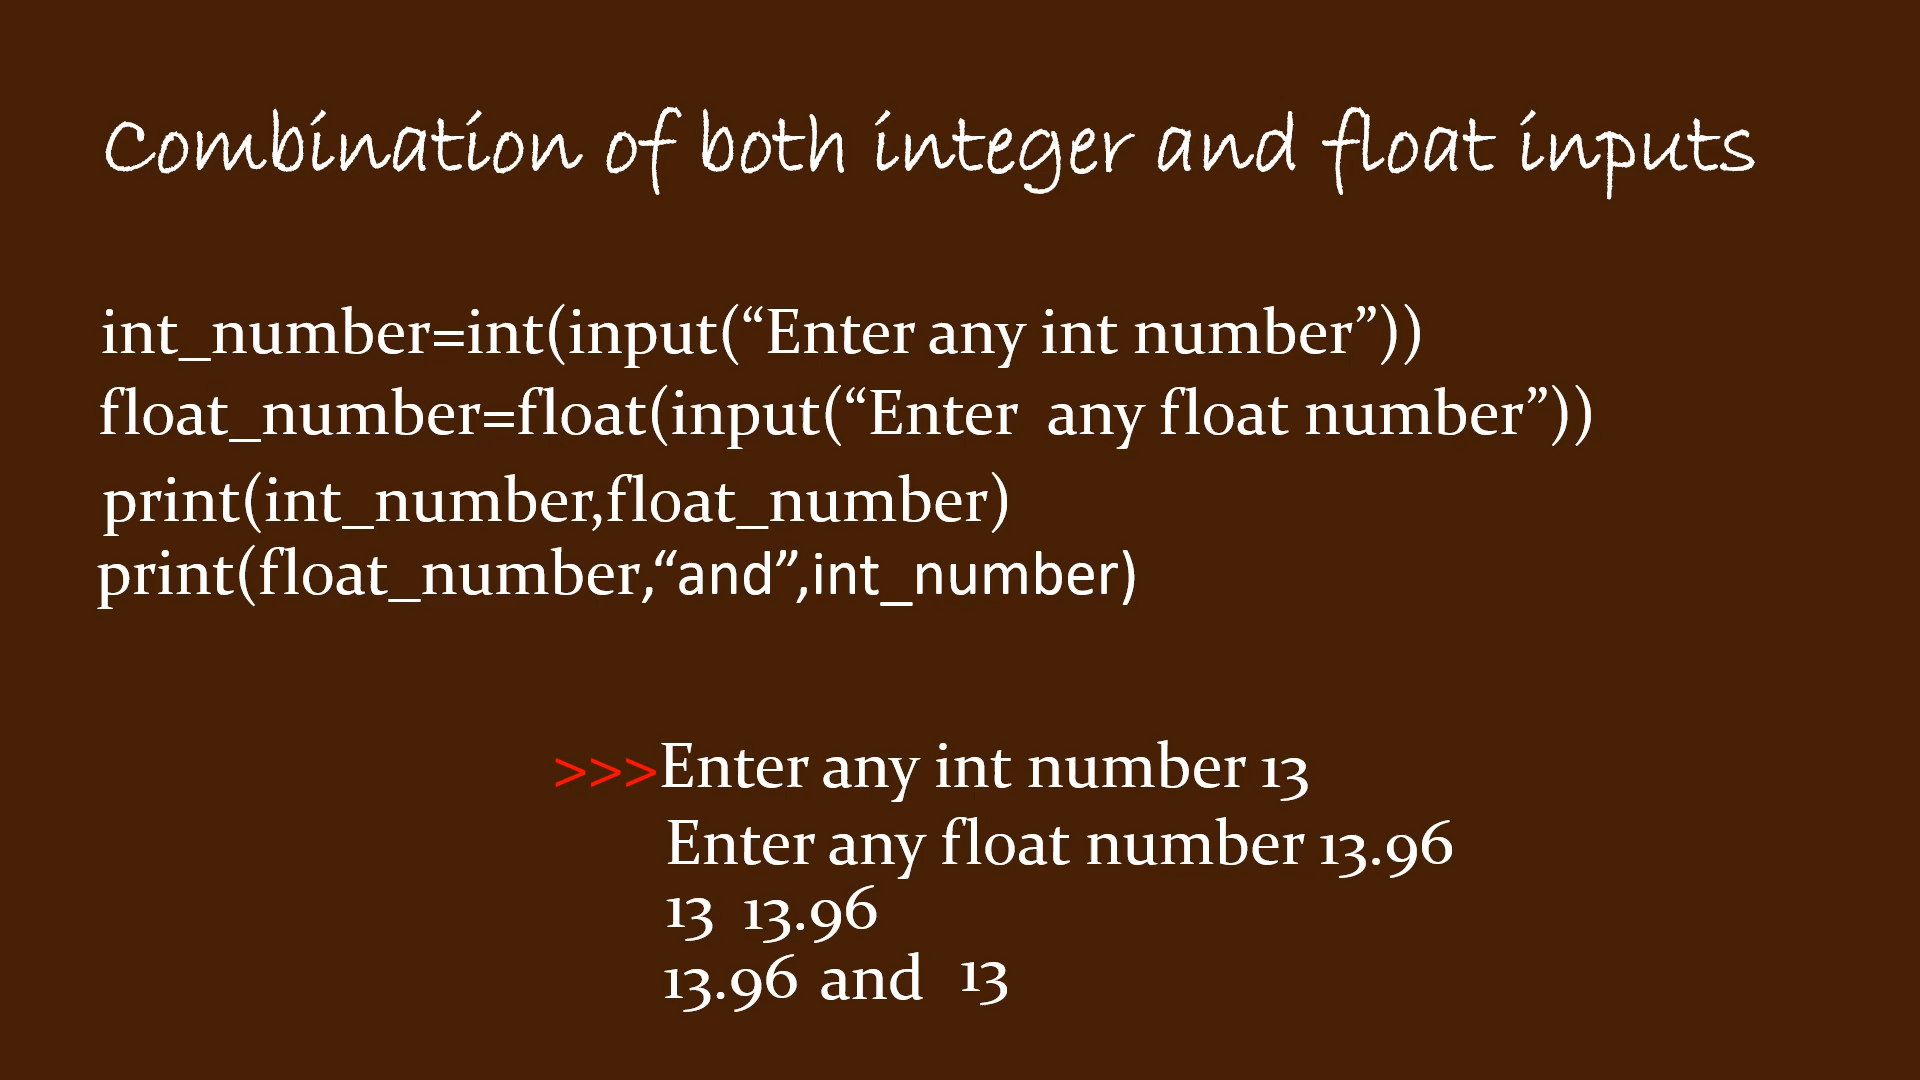 Combination of both integer and float inputs
int_number=int(input(“Enter any int number”))
float_number=float(input(“Enter  any float number”))
print(int_number,float_number)
print(float_number,“and”,int_number)
>>>Enter any int number 13
Enter any float number 13.96
13  13.96
13.96 and  13